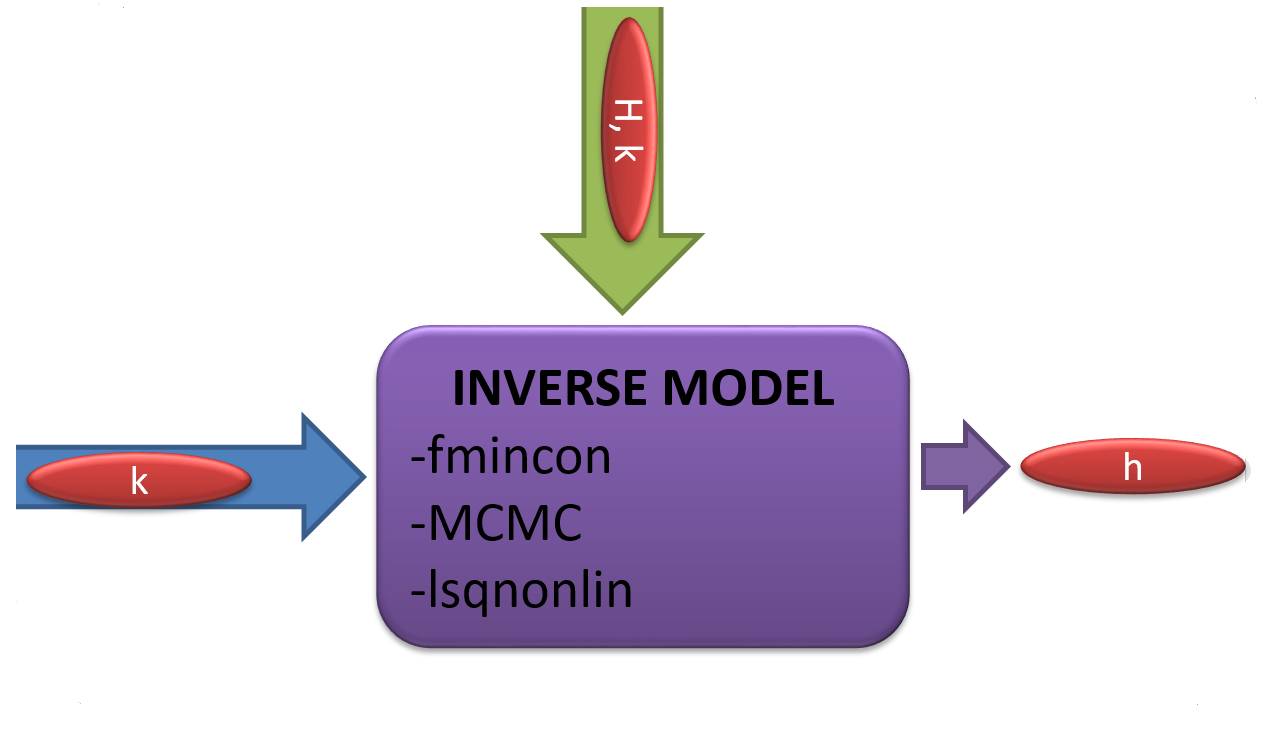 H, k
INVERSE MODEL
-fmincon
-MCMC
-lsqnonlin
k
h